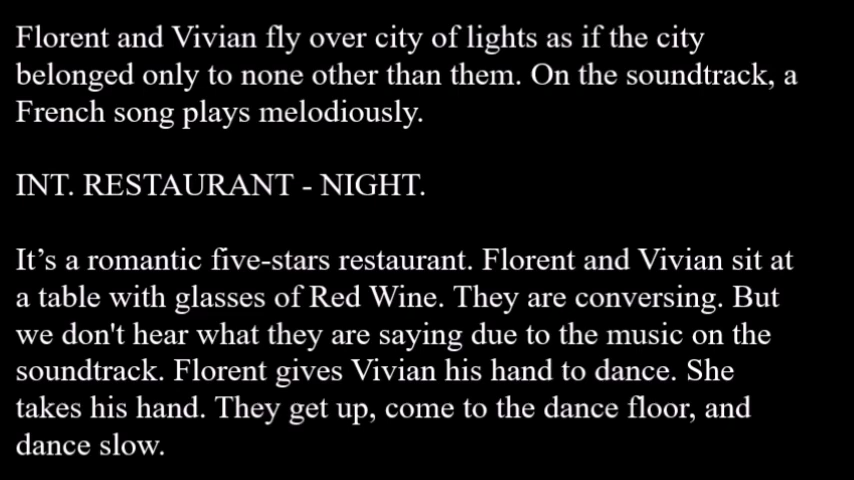 Florent and Vivian fly over city of lights as if the city
belonged only to none other than them. On the soundtrack, a
French song plays melodiously.
INT. RESTAURANT - NIGHT.
It’s a romantic five-stars restaurant. Florent and Vivian sit at
a table with glasses of Red Wine. They are conversing. But
we don't hear what they are saying due to the music on the
soundtrack. Florent gives Vivian his hand to dance. She
takes his hand. They get up, come to the dance floor, and
dance slow.